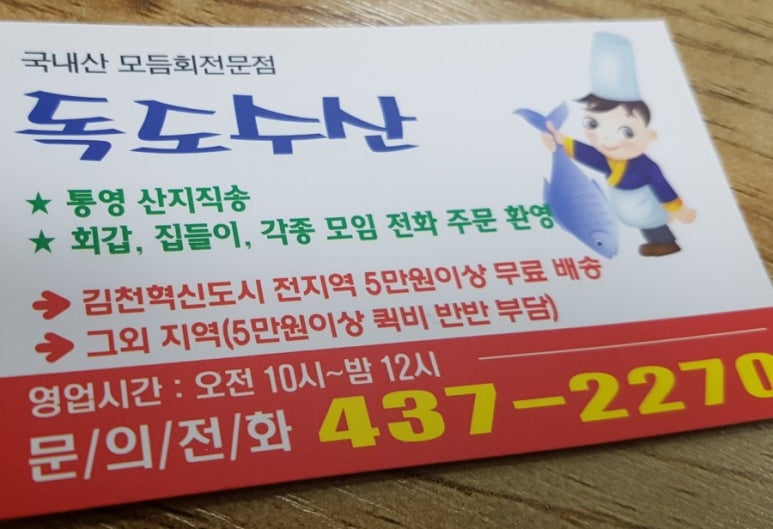 국내산 모듬회전문점
독도수산
★ 통영 산지직송
★ 회갑, 집들이, 각종 모임 전화 주문 환영
➔ 김천혁신도시 전지역 5만원이상 무료 배송
➔ 그외 지역(5만원이상 퀵비 반반 부담)
영업시간 : 오전 10시~밤 12시
문/의/전/화 437-2270